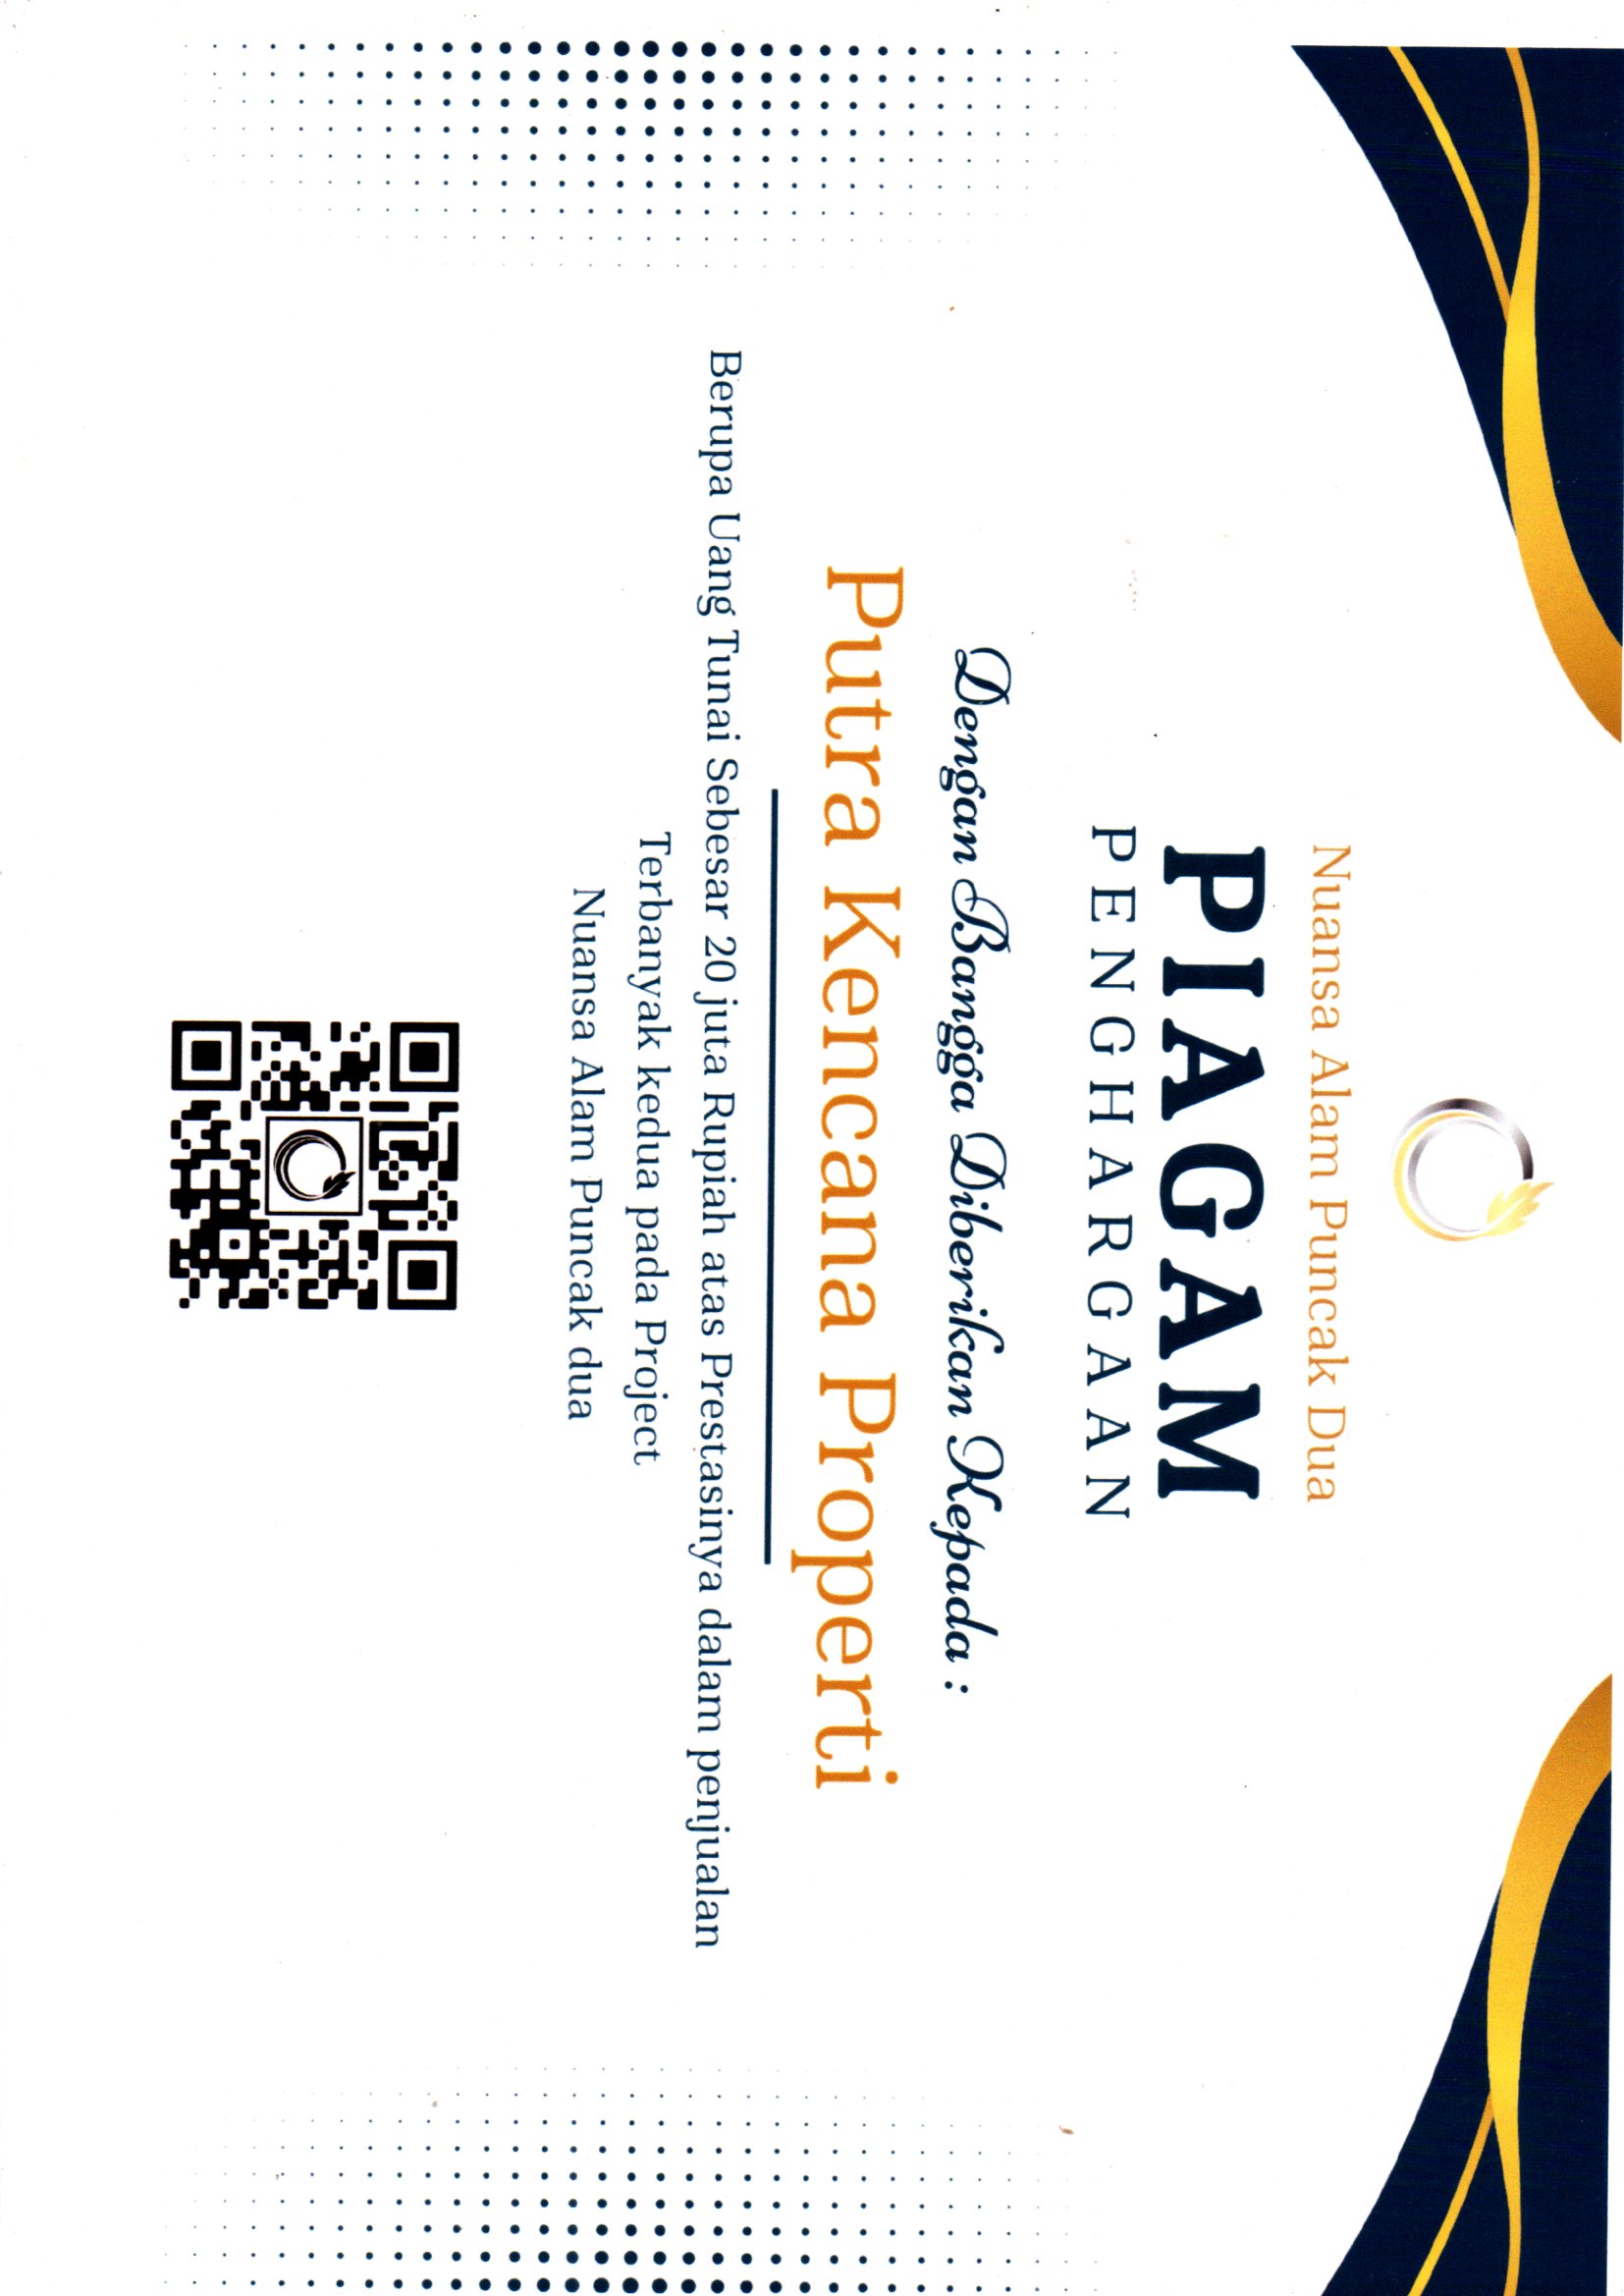 Nuansa Alam Puncak Dua
PIAGAM
PENGHARGAAN
Dengan Bangga Diberikan Kepada :
Putra Kencana Properti
Berupa Uang Tunai Sebesar 20 juta Rupiah atas Prestasinya dalam penjualan
Terbanyak kedua pada Project
Nuansa Alam Puncak dua